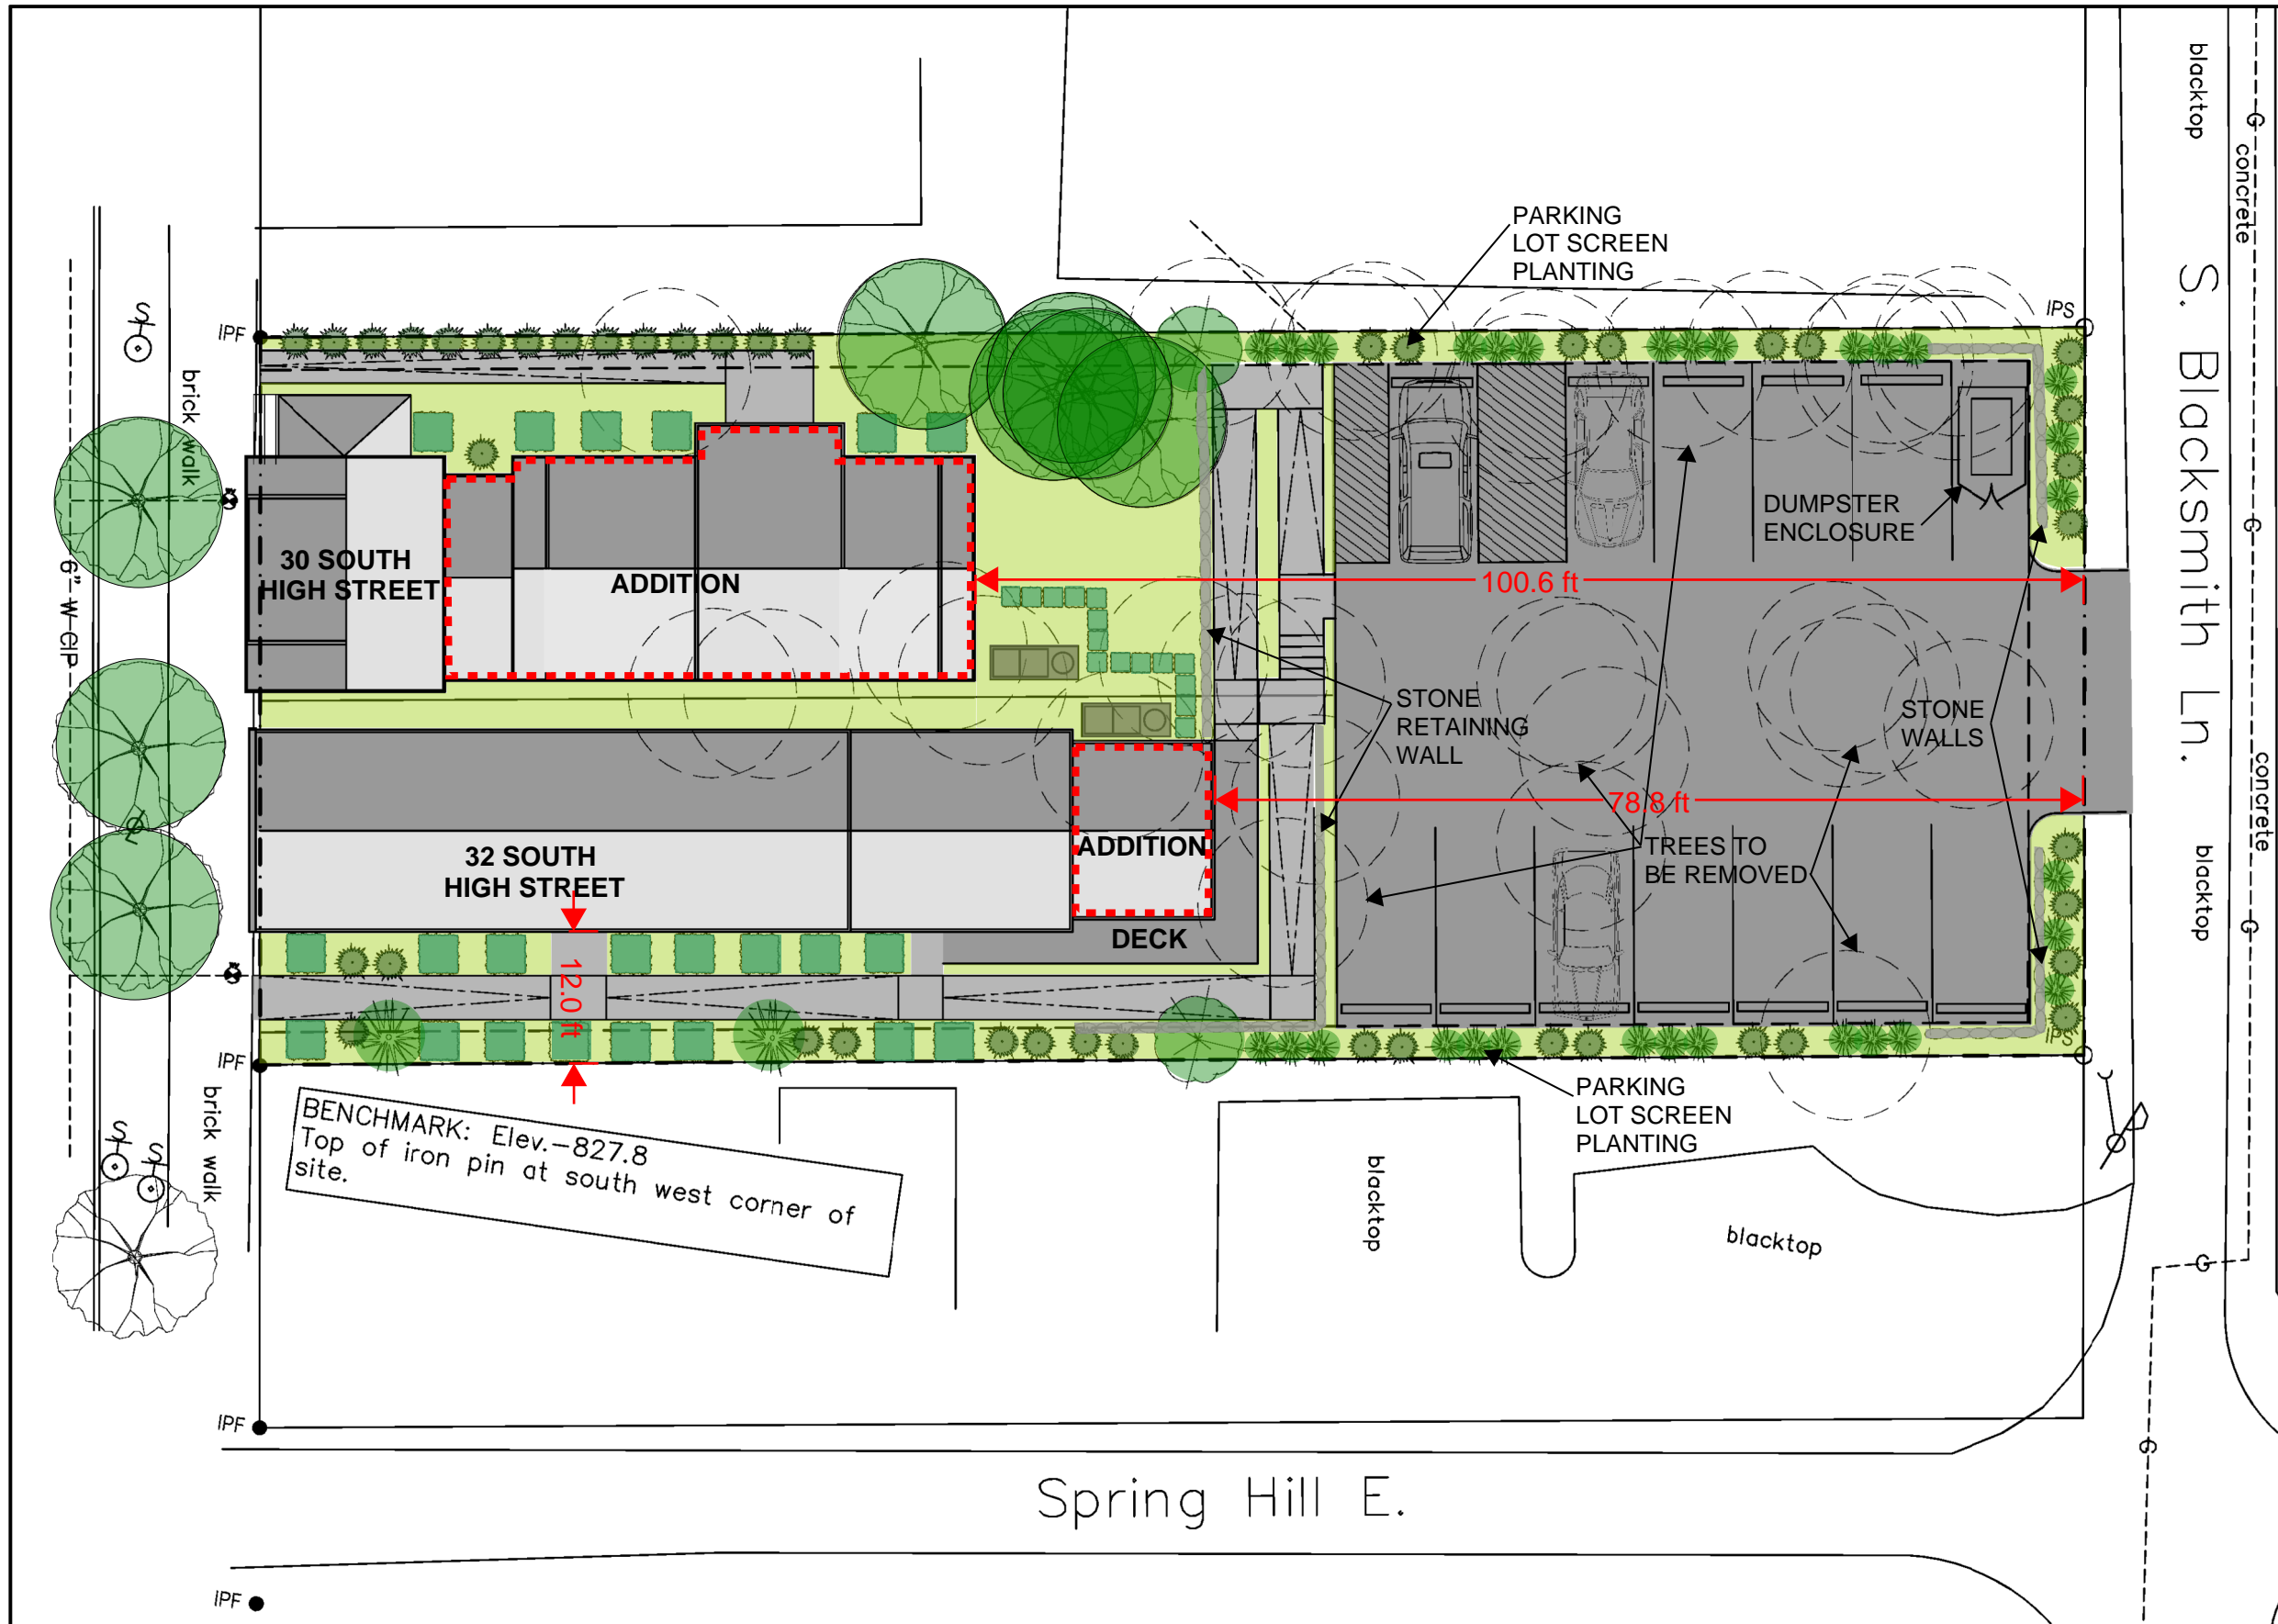 blacktop
G
concrete
PARKING
LOT SCREEN
PLANTING
S. Blacksmith Ln.
S
IPF
IPS
brick walk
DUMPSTER
ENCLOSURE
G
30 SOUTH
HIGH STREET
ADDITION
100.6 ft
6" W CIP
STONE
RETAINING
WALL
STONE
WALLS
concrete
78.8 ft
32 SOUTH
HIGH STREET
ADDITION
TREES TO
BE REMOVED
blacktop
G
DECK
12.0 ft
IPF
IPS
brick walk
S
S
BENCHMARK: Elev.-827.8
Top of iron pin at south west corner of
site.
PARKING
LOT SCREEN
PLANTING
blacktop
blacktop
G
IPF
G
Spring Hill E.
IPF